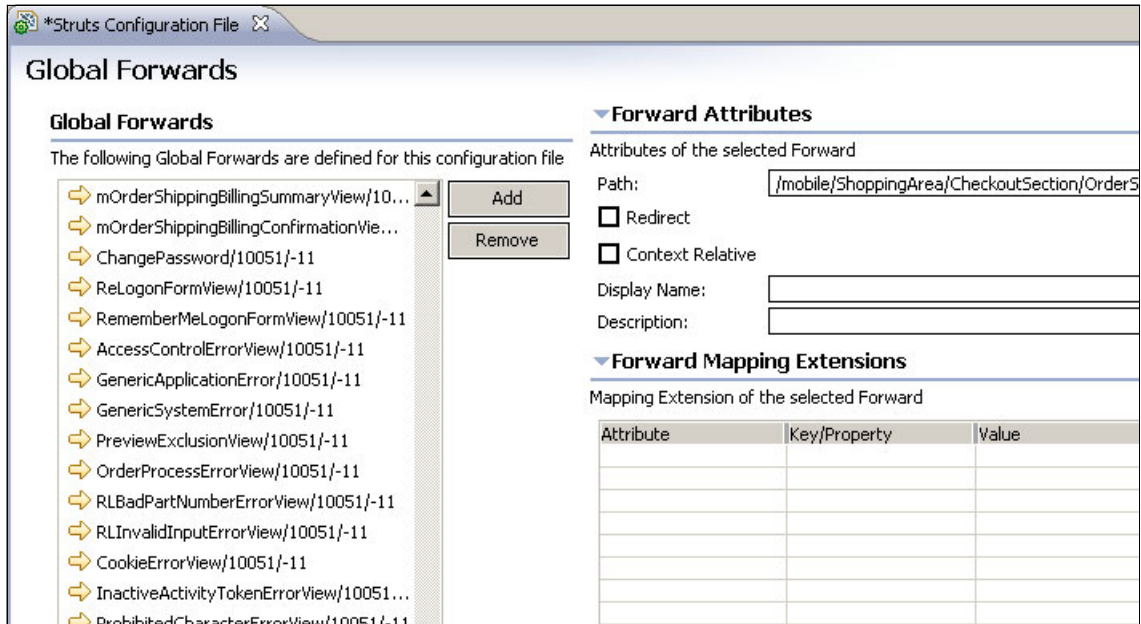 *Struts Configuration File
Global Forwards
Global Forwards
The following Global Forwards are defined for this configuration file
mOrderShippingBillingSummaryView/10...
mOrderShippingBillingConfirmationVie...
ChangePassword/10051/-11
ReLogonFormView/10051/-11
RememberMeLogonFormView/10051/-11
AccessControlErrorView/10051/-11
GenericApplicationError/10051/-11
GenericSystemError/10051/-11
PreviewExclusionView/10051/-11
OrderProcessErrorView/10051/-11
RLBadPartNumberErrorView/10051/-11
RLInvalidInputErrorView/10051/-11
CookieErrorView/10051/-11
InactiveActivityTokenErrorView/10051...
ProhibitedCharacterErrorView/10051/-11
Add
Remove
Forward Attributes
Attributes of the selected Forward
Path: /mobile/ShoppingArea/CheckoutSection/OrderS
Redirect
Context Relative
Display Name:
Description:
Forward Mapping Extensions
Mapping Extension of the selected Forward
Attribute Key/Property Value